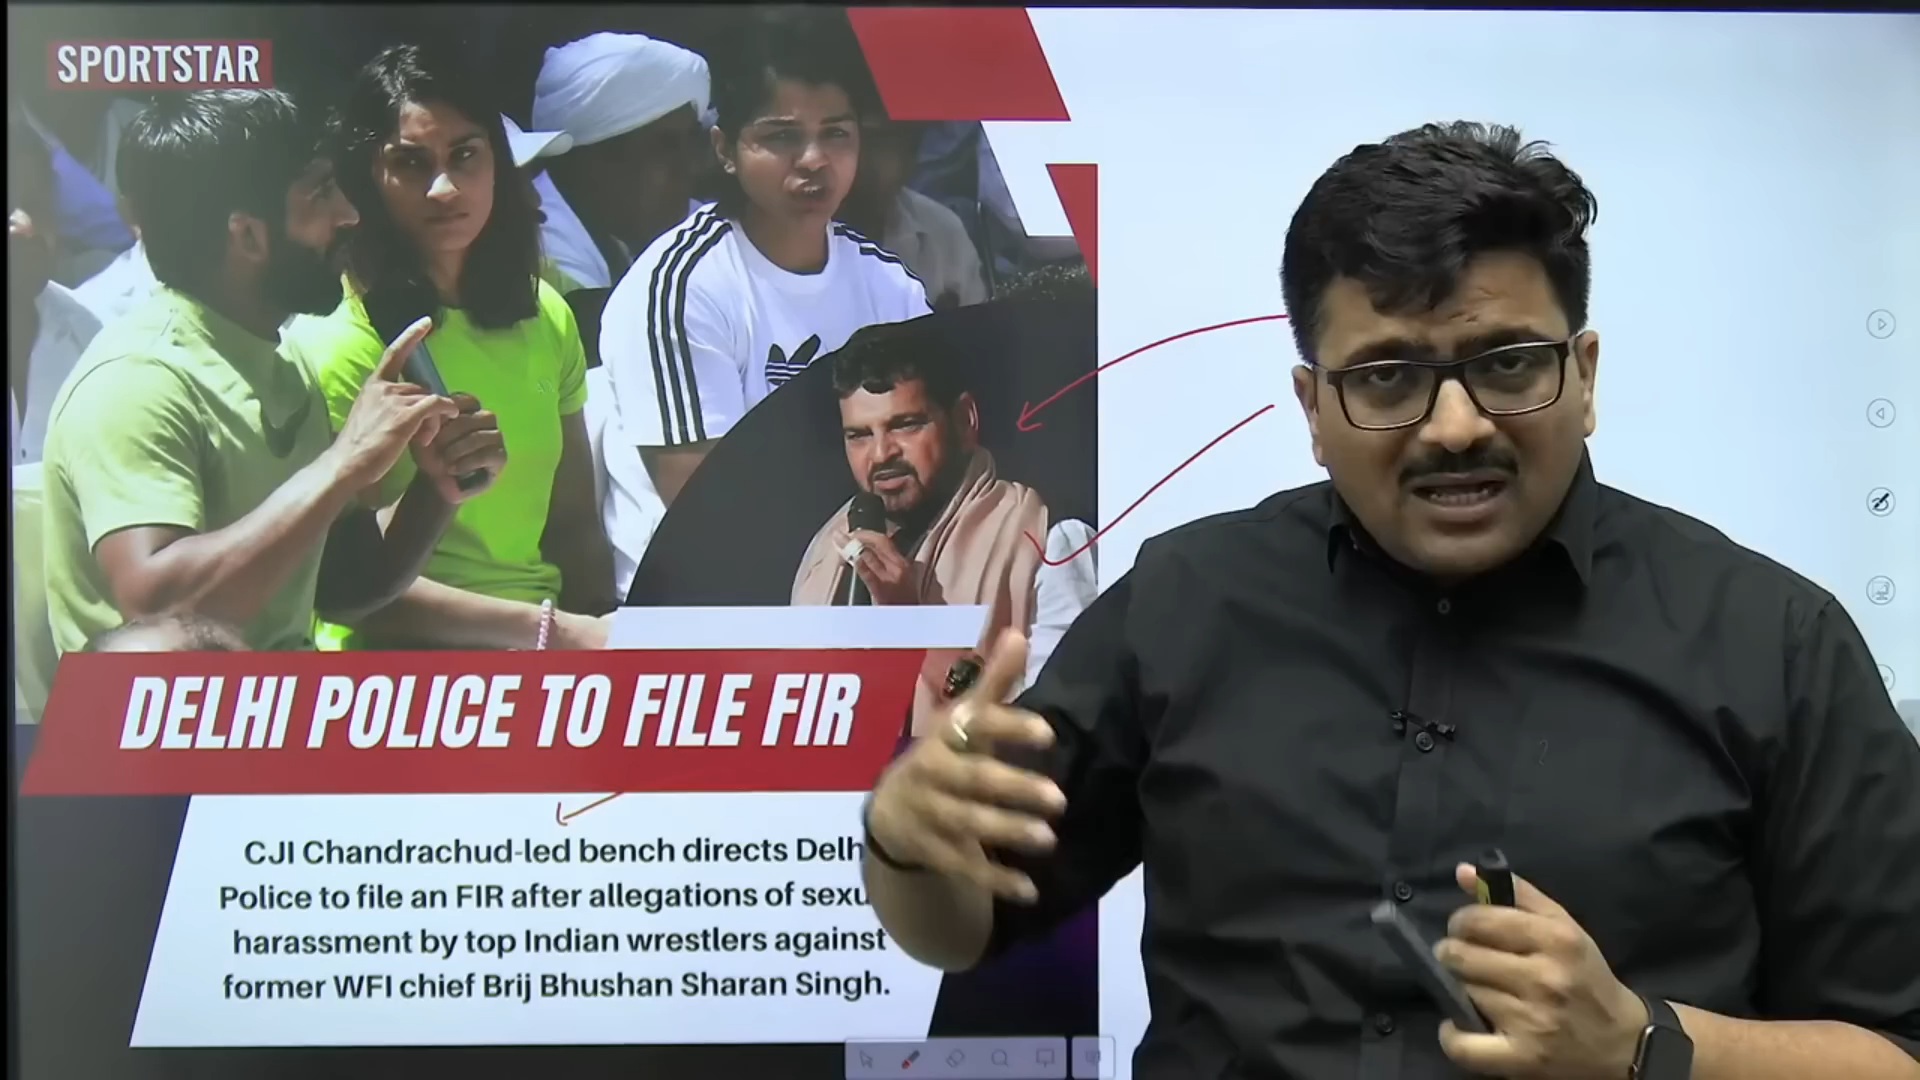 SPORTSTAR
DELHI POLICE TO FILE FIR
CJI Chandrachud-led bench directs Delh
Police to file an FIR after allegations of sexu
harassment by top Indian wrestlers against
former WFI chief Brij Bhushan Sharan Singh.